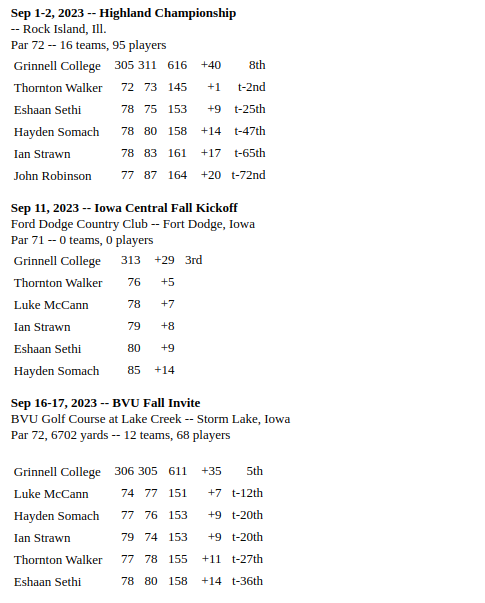 Sep 1-2, 2023 -- Highland Championship
-- Rock Island, Ill.
Par 72 -- 16 teams, 95 players
Grinnell College 305 311 616 +40 8th
Thornton Walker 72 73 145 +1 t-2nd
Eshaan Sethi 78 75 153 +9 t-25th
Hayden Somach 78 80 158 +14 t-47th
Ian Strawn 78 83 161 +17 t-65th
John Robinson 77 87 164 +20 t-72nd
Sep 11, 2023 -- Iowa Central Fall Kickoff
Ford Dodge Country Club -- Fort Dodge, Iowa
Par 71 -- 0 teams, 0 players
Grinnell College 313 +29 3rd
Thornton Walker 76 +5
Luke McCann 78 +7
Ian Strawn 79 +8
Eshaan Sethi 80 +9
Hayden Somach 85 +14
Sep 16-17, 2023 -- BVU Fall Invite
BVU Golf Course at Lake Creek -- Storm Lake, Iowa
Par 72, 6702 yards -- 12 teams, 68 players
Grinnell College 306 305 611 +35 5th
Luke McCann 74 77 151 +7 t-12th
Hayden Somach 77 76 153 +9 t-20th
Ian Strawn 79 74 153 +9 t-20th
Thornton Walker 77 78 155 +11 t-27th
Eshaan Sethi 78 80 158 +14 t-36th